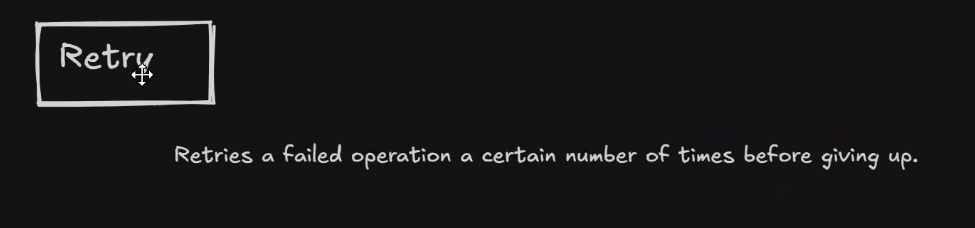 Retry
Retries a failed operation a certain number of times before giving up.